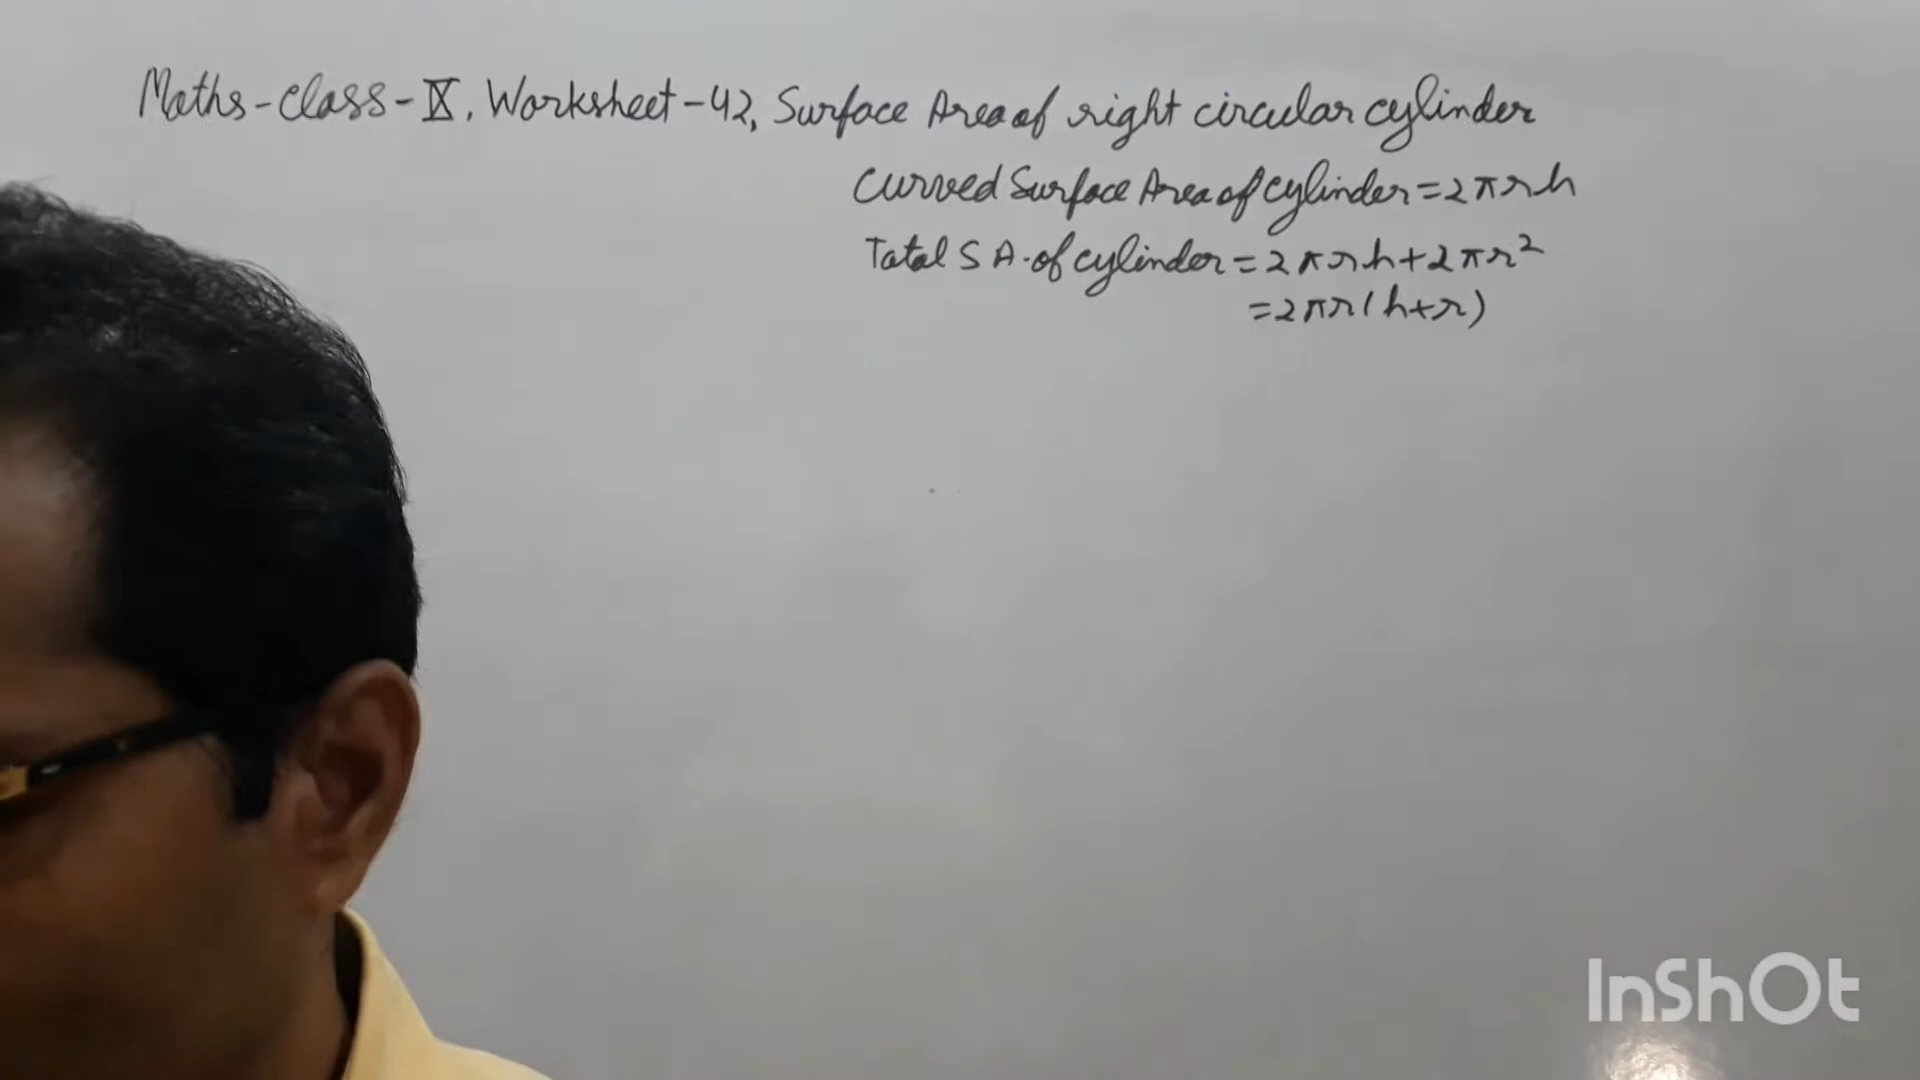 Maths-Class-IX, Worksheet-42, Surface Area of right circular cylinder
Curved Surface Area of cylinder = 2πrh
Total S A. of cylinder = 2πrh+2πr²
=2πr(h+r)
InShOt